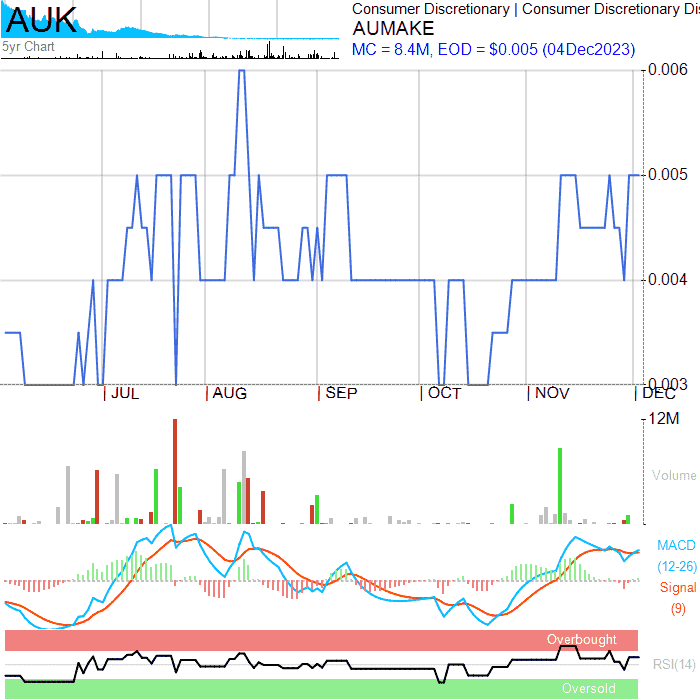 AUK
Consumer Discretionary | Consumer Discretionary Dis
AUMAKE
5yr Chart
MC = 8.4M, EOD = $0.005 (04Dec2023)
0.006
0.005
0.004
0.003
JUL AUG SEP OCT NOV DEC
12M
Volume
MACD
(12-26)
Signal
(9)
Overbought
RSI(14)
Oversold